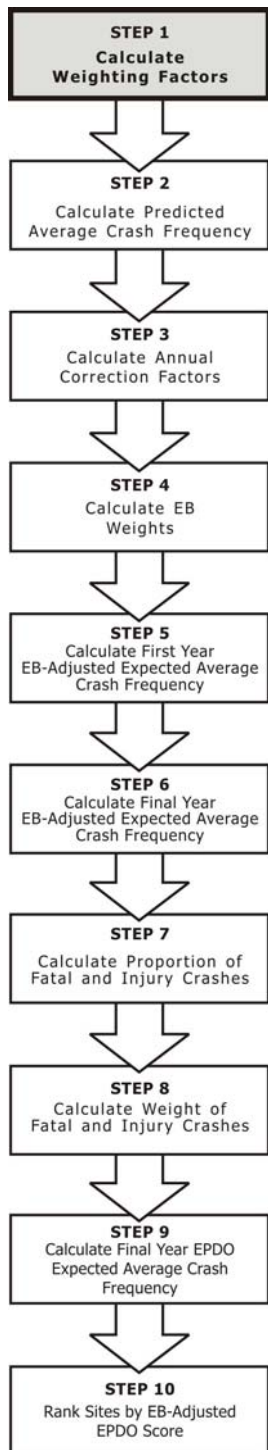 STEP 1
Calculate
Weighting Factors
STEP 2
Calculate Predicted
Average Crash Frequency
STEP 3
Calculate Annual
Correction Factors
STEP 4
Calculate EB
Weights
STEP 5
Calculate First Year
EB-Adjusted Expected Average
Crash Frequency
STEP 6
Calculate Final Year
EB-Adjusted Expected Average
Crash Frequency
STEP 7
Calculate Proportion of
Fatal and Injury Crashes
STEP 8
Calculate Weight of
Fatal and Injury Crashes
STEP 9
Calculate Final Year EPDO
Expected Average Crash
Frequency
STEP 10
Rank Sites by EB-Adjusted
EPDO Score